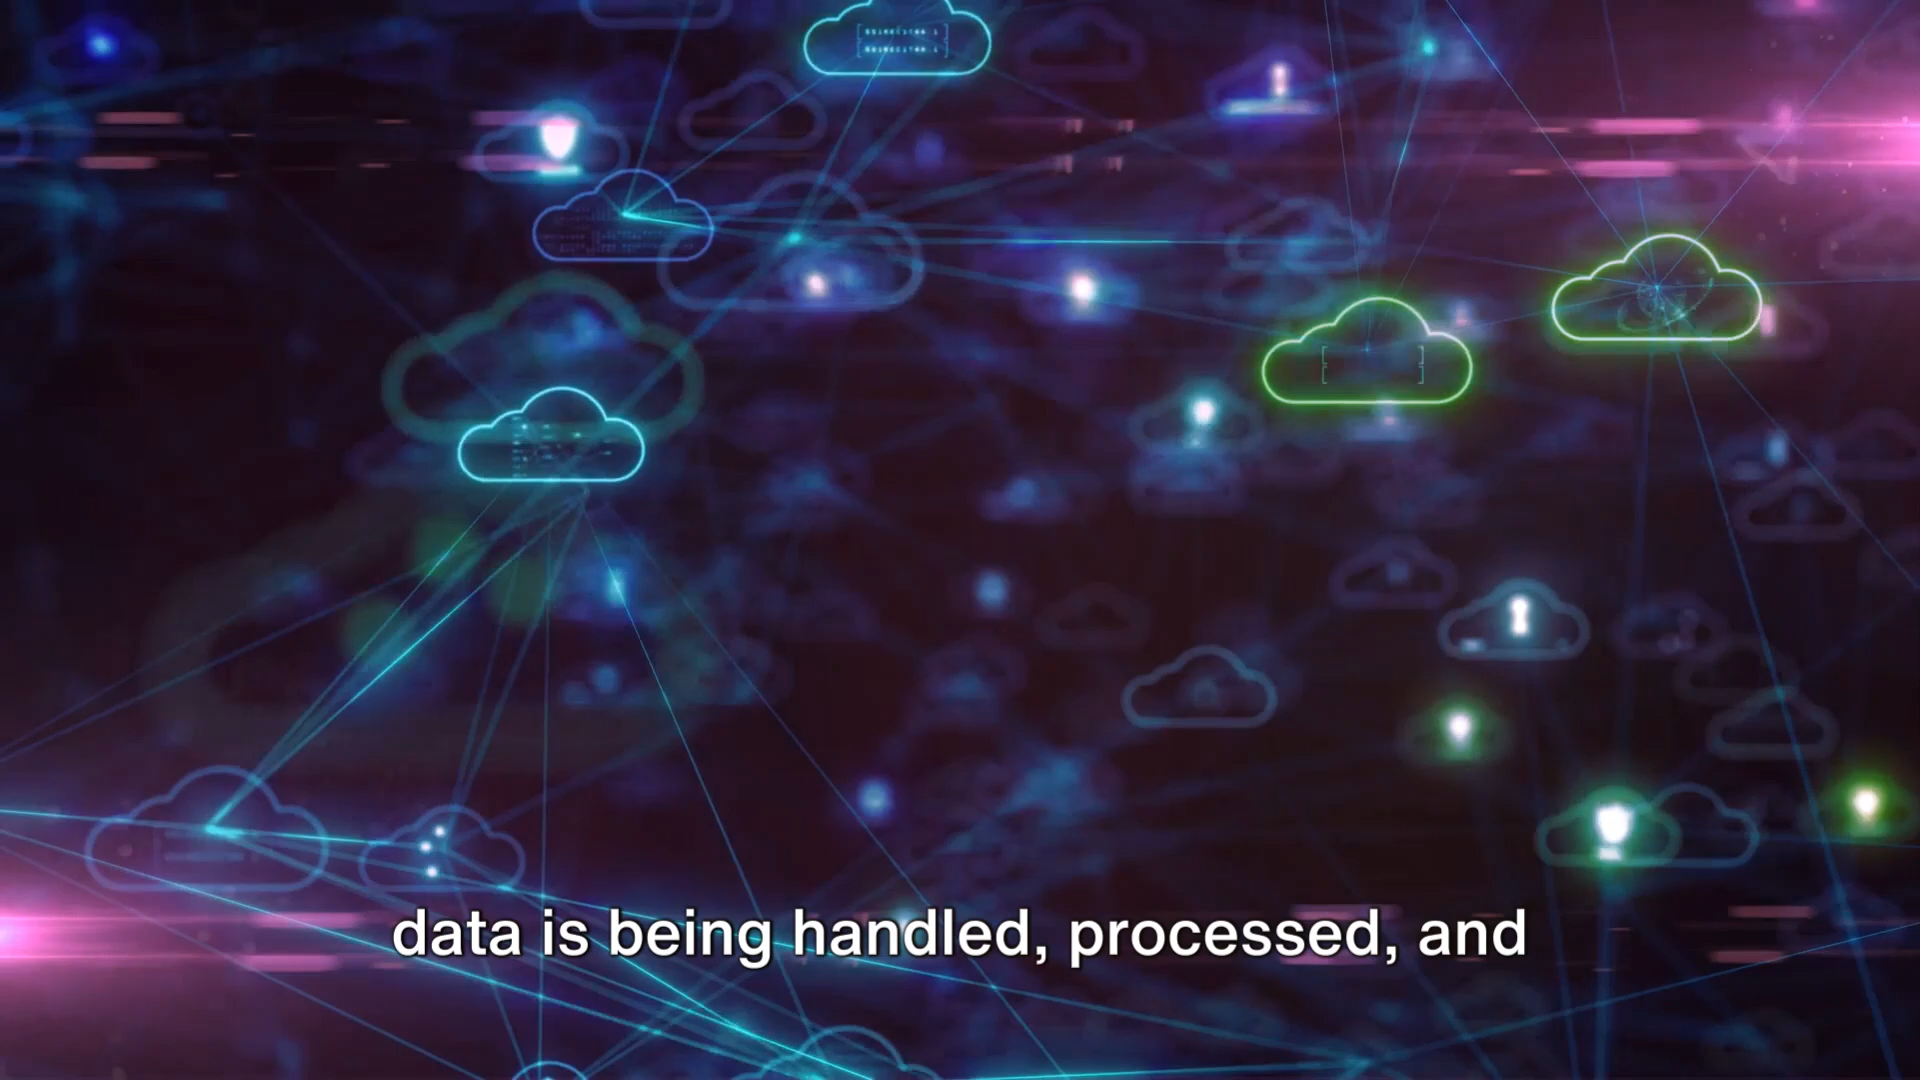 data is being handled, processed, and